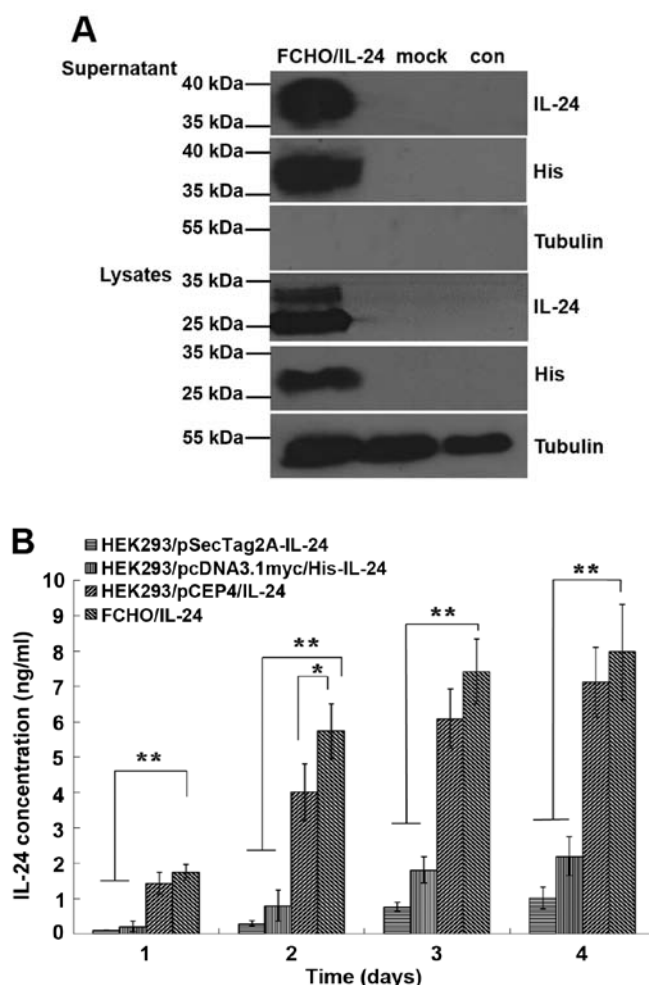 A
FCHO/IL-24 mock con
Supernatant
40 kDa
IL-24
35 kDa
40 kDa
His
35 kDa
55 kDa
Tubulin
Lysates
35 kDa
IL-24
25 kDa
35 kDa
His
25 kDa
55 kDa
Tubulin
B
HEK293/pSecTag2A-IL-24
HEK293/pcDNA3.1myc/His-IL-24
HEK293/pCEP4/IL-24
FCHO/IL-24
IL-24 concentration (ng/ml)
10
9
8
7
6
5
4
3
2
1
0
**
**
*
**
**
1 2 3 4
Time (days)